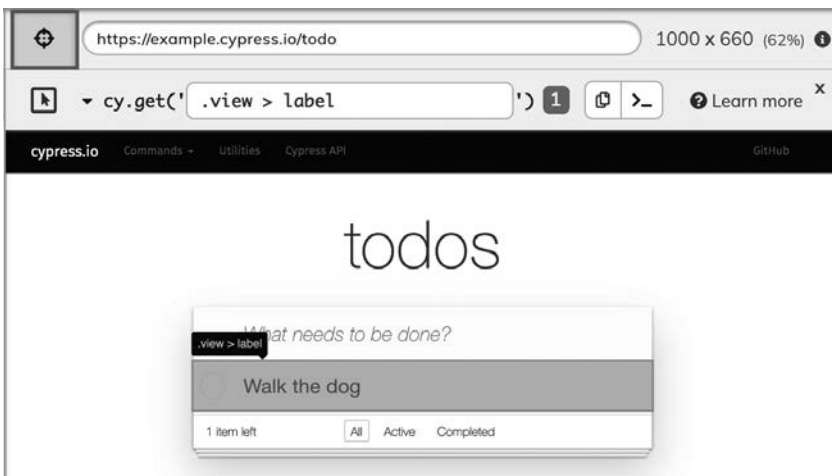 https://example.cypress.io/todo 1000 x 660 (62%)
cy.get('.view > label') 1 >_ Learn more x
cypress.io Commands Utilities Cypress API GitHub
todos
What needs to be done?
.view > label
Walk the dog
1 item left All Active Completed